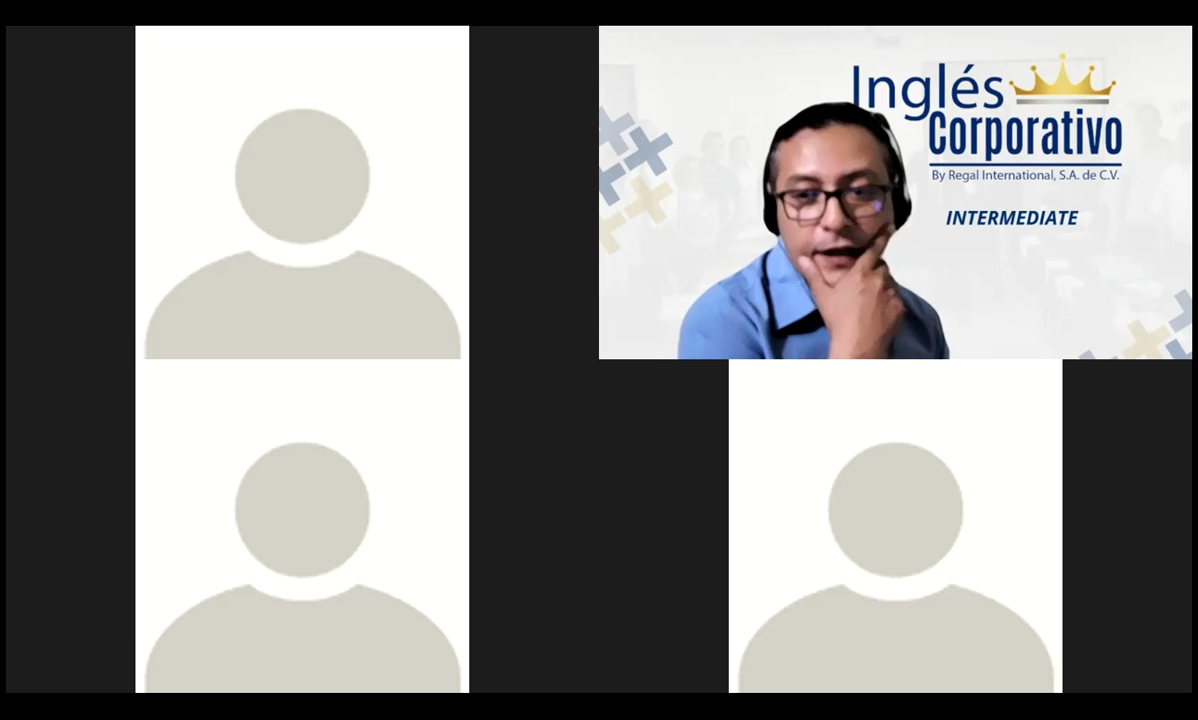 Inglés
Corporativo
By Regal International, S.A. de C.V.
INTERMEDIATE